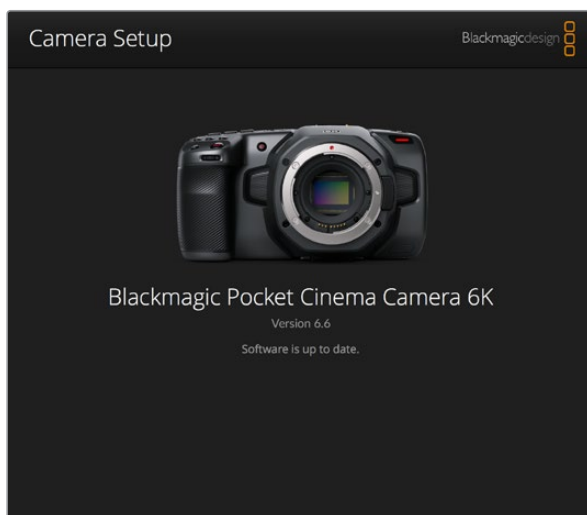 Camera Setup
Blackmagicdesign
Blackmagic Pocket Cinema Camera 6K
Version 6.6
Software is up to date.